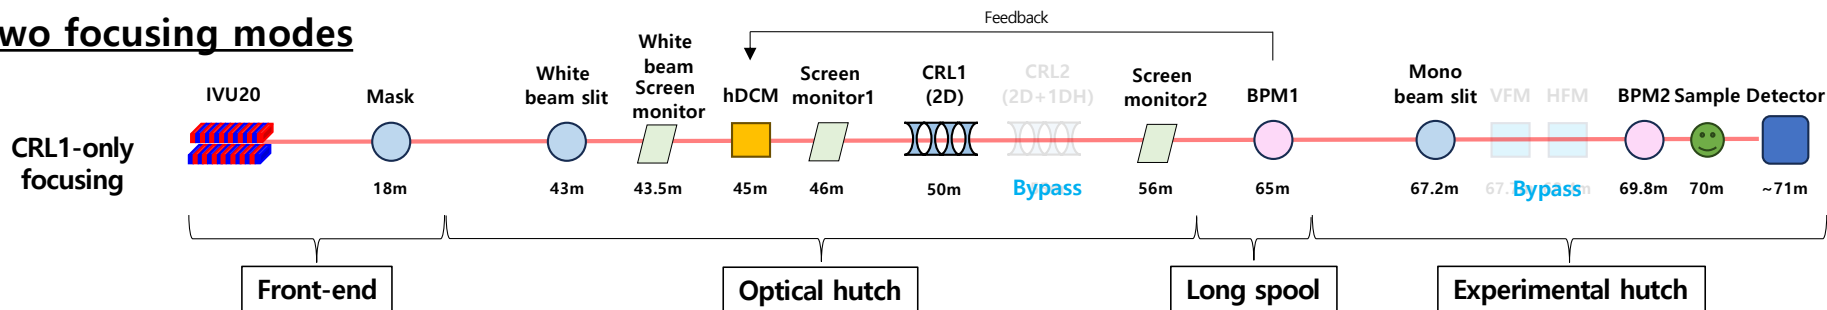 wo focusing modes
Feedback
CRL1-only
focusing
IVU20
Mask
White
beam slit
White
beam
Screen
monitor
hDCM
Screen
monitor1
CRL1
(2D)
CRL2
(2D+1DH)
Screen
monitor2
BPM1
Mono
beam slit
VFM
HFM
BPM2
Sample
Detector
18m
43m
43.5m
45m
46m
50m
Bypass
56m
65m
67.2m
Bypass
69.8m
70m
~71m
Front-end
Optical hutch
Long spool
Experimental hutch